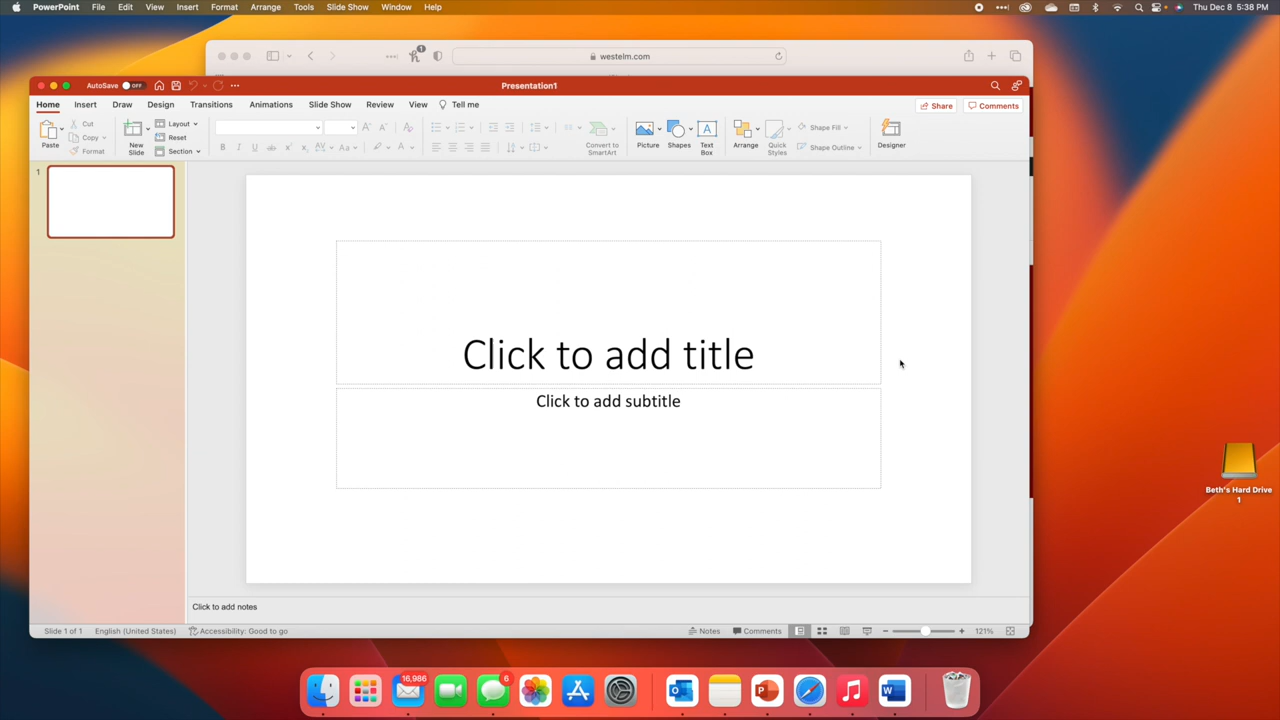 PowerPoint File Edit View Insert Format Arrange Tools Slide Show Window Help Thu Dec 8 5:38 PM
1
westelm.com
AutoSave OFF Presentation1
Home Insert Draw Design Transitions Animations Slide Show Review View Tell me Share Comments
Paste Cut Copy Format
New Slide Layout Reset Section
B I U ab x x AV Aa A
Convert to SmartArt
Picture Shapes Text Box Arrange Quick Styles Shape Fill Shape Outline Designer
1
Click to add title
Click to add subtitle
Beth's Hard Drive 1
Click to add notes
Slide 1 of 1 English (United States) Accessibility: Good to go Notes Comments 121%
16,986
6
P
W